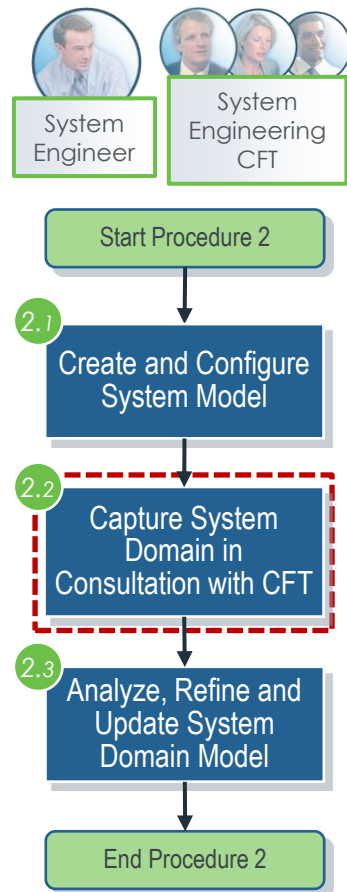 System
Engineer
System
Engineering
CFT
Start Procedure 2
2.1
Create and Configure
System Model
2.2
Capture System
Domain in
Consultation with CFT
2.3
Analyze, Refine and
Update System
Domain Model
End Procedure 2